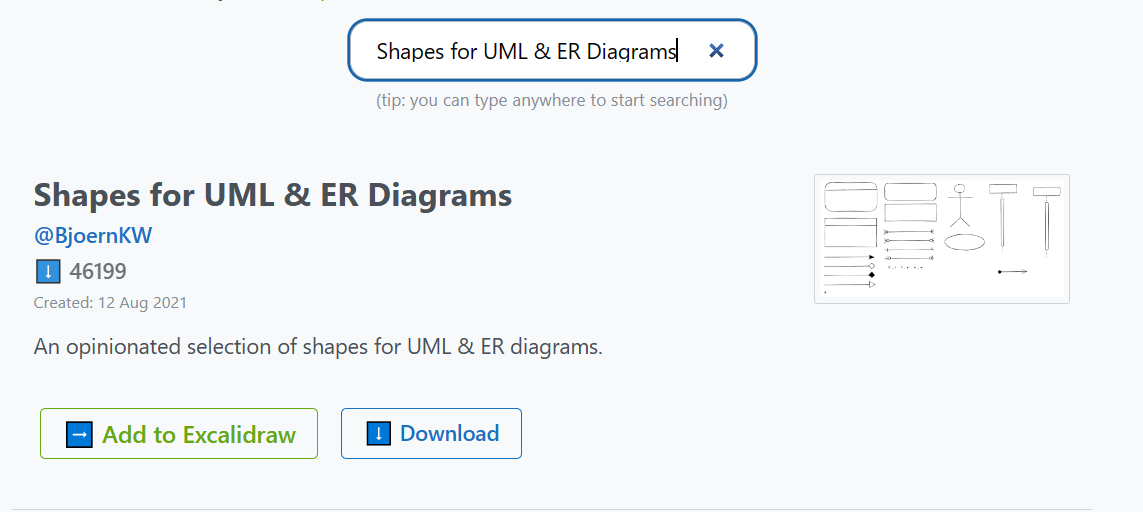 Shapes for UML & ER Diagrams
(tip: you can type anywhere to start searching)
Shapes for UML & ER Diagrams
@BjoernKW
46199
Created: 12 Aug 2021
An opinionated selection of shapes for UML & ER diagrams.
Add to Excalidraw
Download